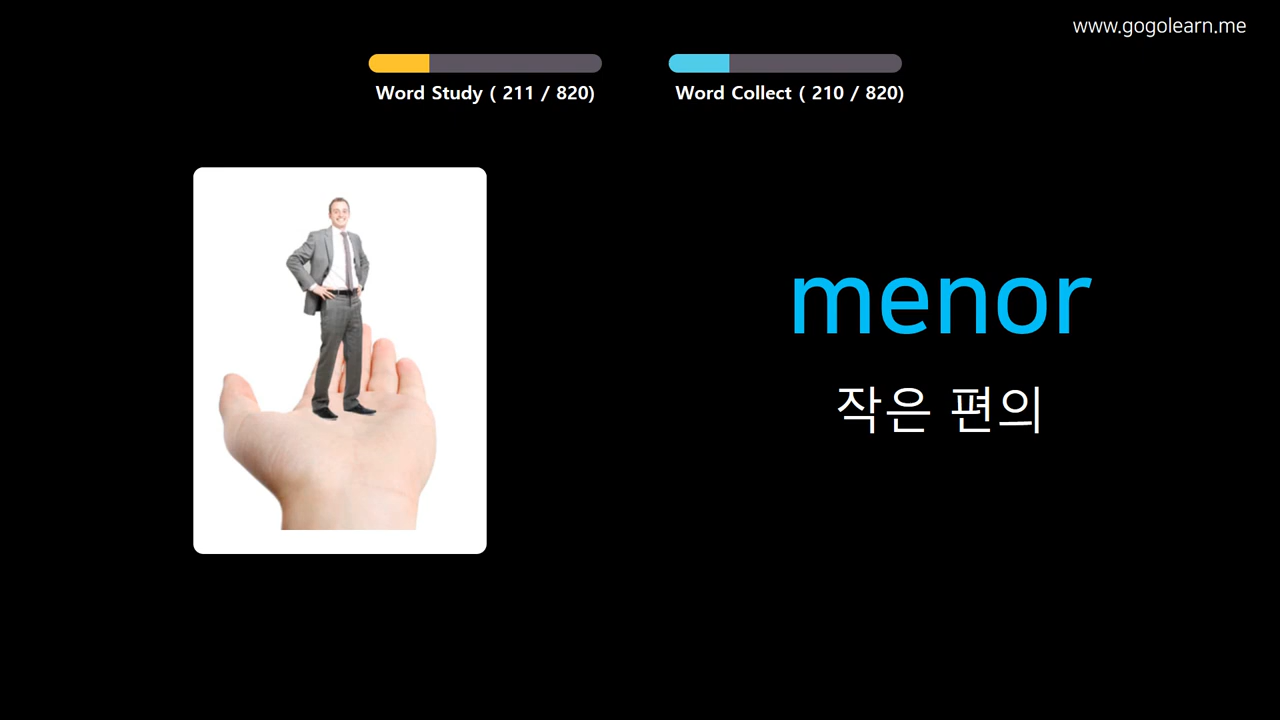 www.gogolearn.me
Word Study ( 211 / 820)
Word Collect ( 210 / 820)
menor
작은 편의